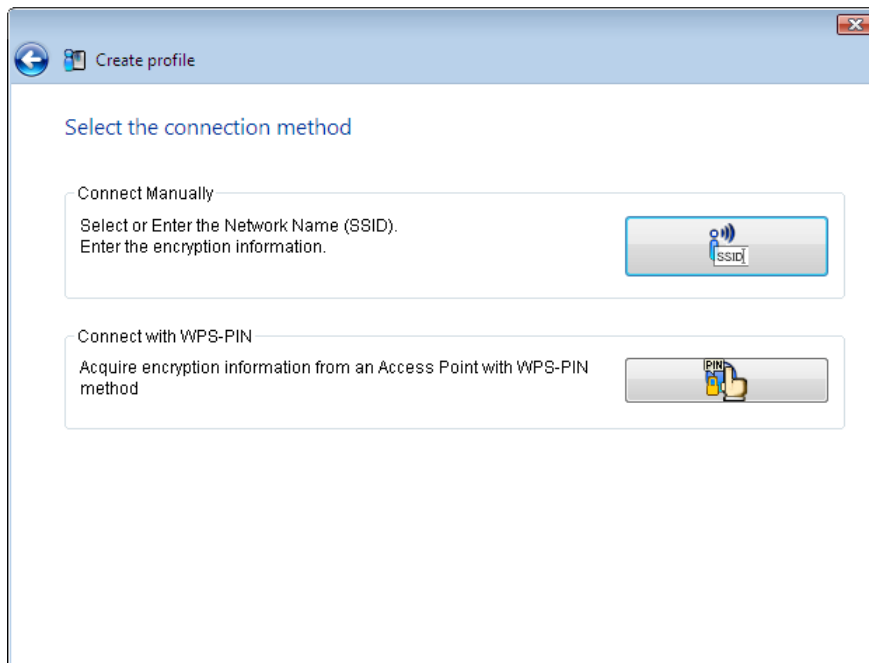 Create profile
Select the connection method
Connect Manually
Select or Enter the Network Name (SSID).
Enter the encryption information.
SSID
Connect with WPS-PIN
Acquire encryption information from an Access Point with WPS-PIN
method
PIN